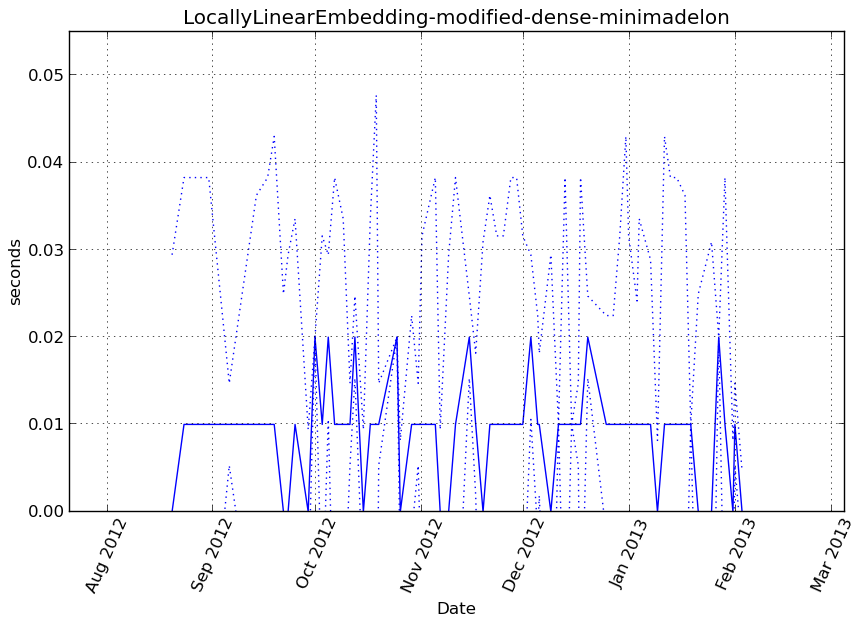 LocallyLinearEmbedding-modified-dense-minimadelon
0.05
0.04
0.03
0.02
0.01
0.00
seconds
Aug 2012
Sep 2012
Oct 2012
Nov 2012
Dec 2012
Jan 2013
Feb 2013
Mar 2013
Date